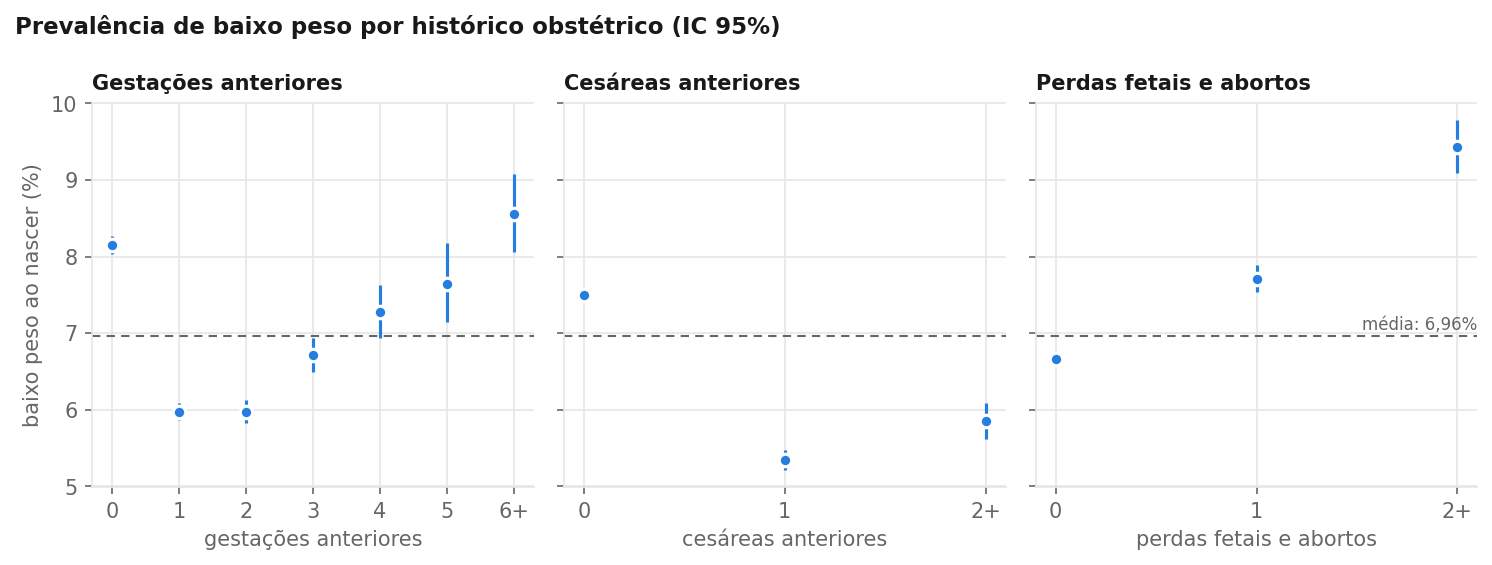 Prevalência de baixo peso por histórico obstétrico (IC 95%)
Gestações anteriores
Cesáreas anteriores
Perdas fetais e abortos
baixo peso ao nascer (%)
10
9
8
7
6
5
média: 6,96%
0 1 2 3 4 5 6+
0 1 2+
0 1 2+
gestações anteriores
cesáreas anteriores
perdas fetais e abortos